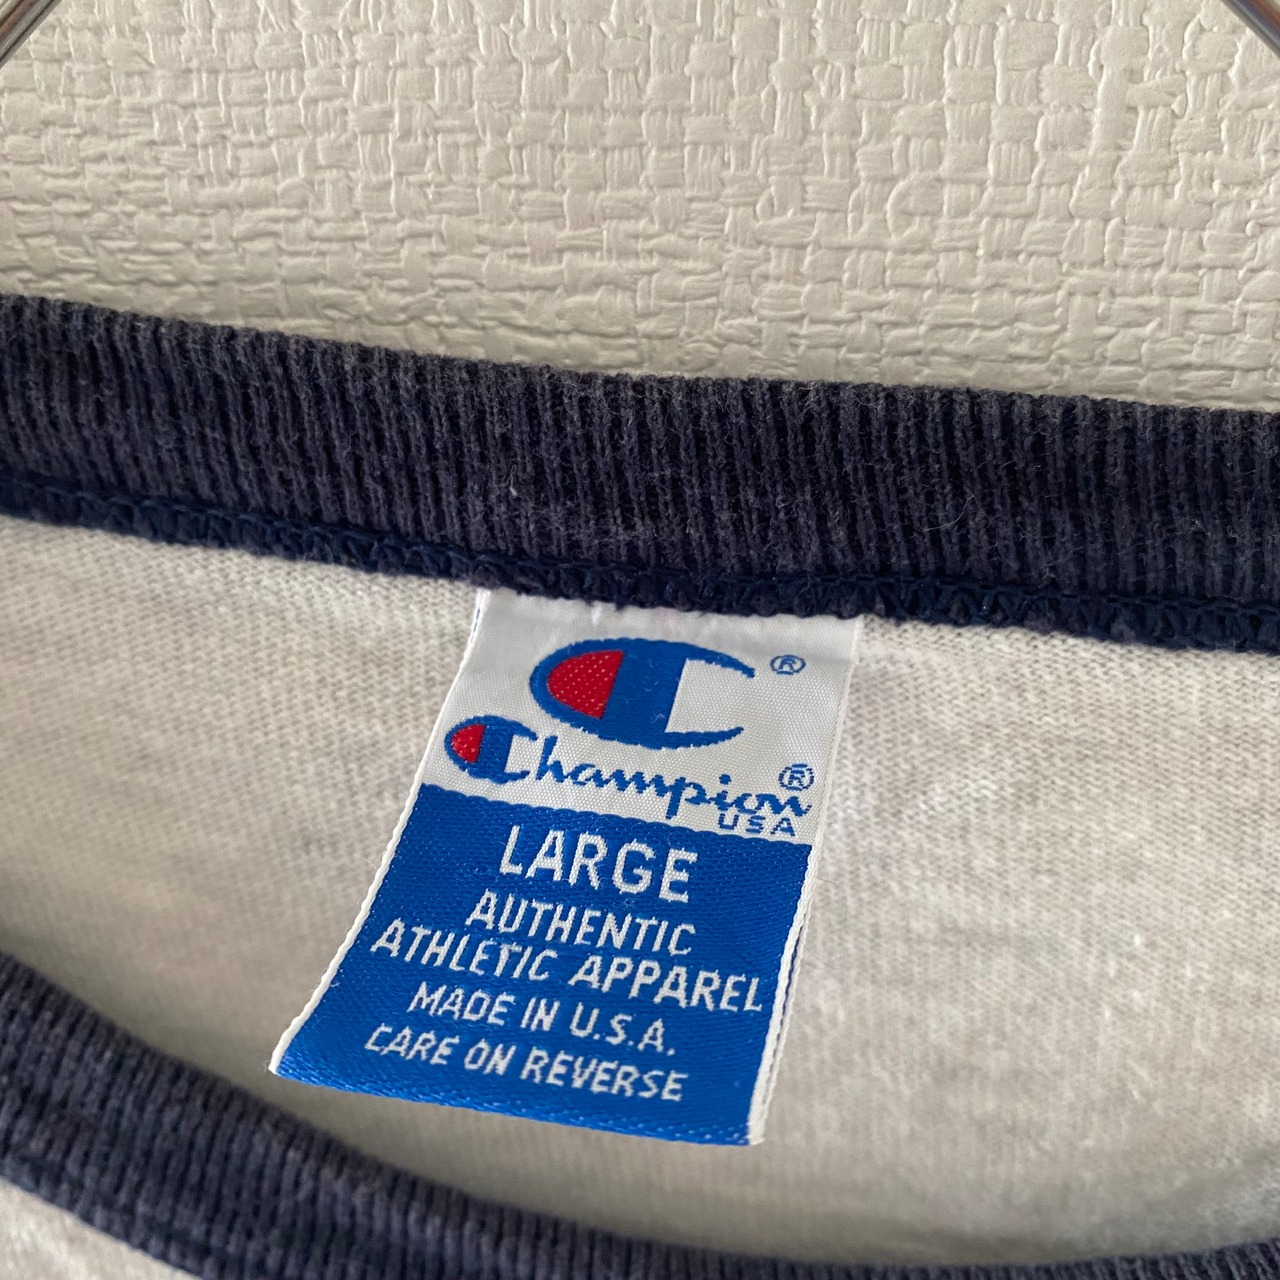 C®
Champion®
USA
LARGE
AUTHENTIC
ATHLETIC APPAREL
MADE IN U.S.A.
CARE ON REVERSE